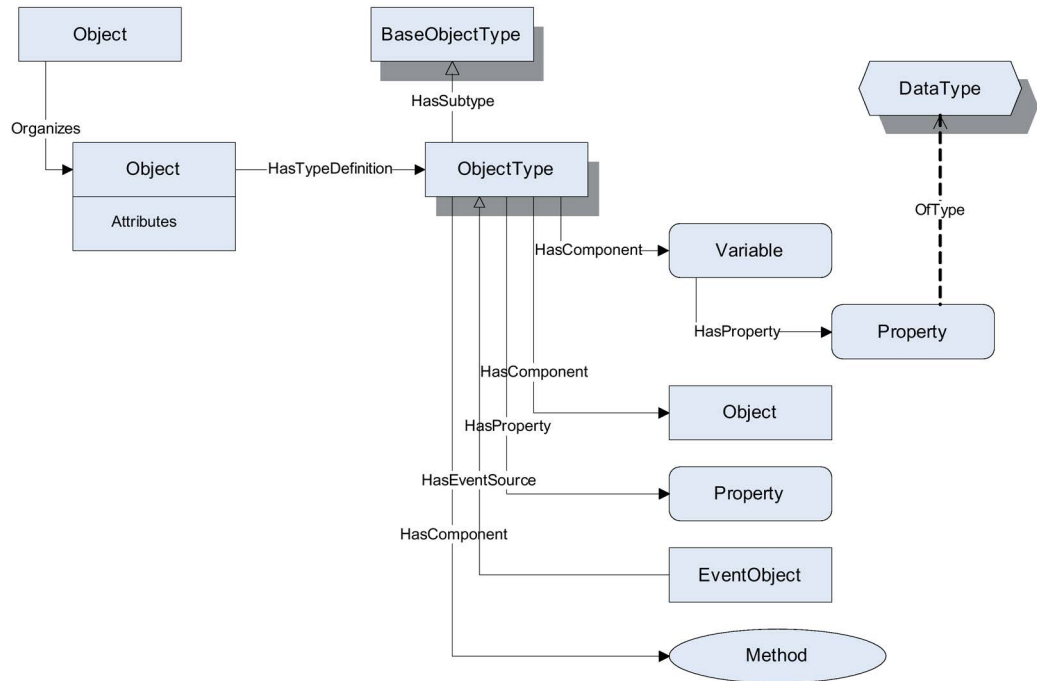 Object
BaseObjectType
DataType
HasSubtype
Organizes
Object
HasTypeDefinition
ObjectType
Attributes
OfType
HasComponent
Variable
HasProperty
Property
HasComponent
Object
HasProperty
HasEventSource
Property
HasComponent
EventObject
Method